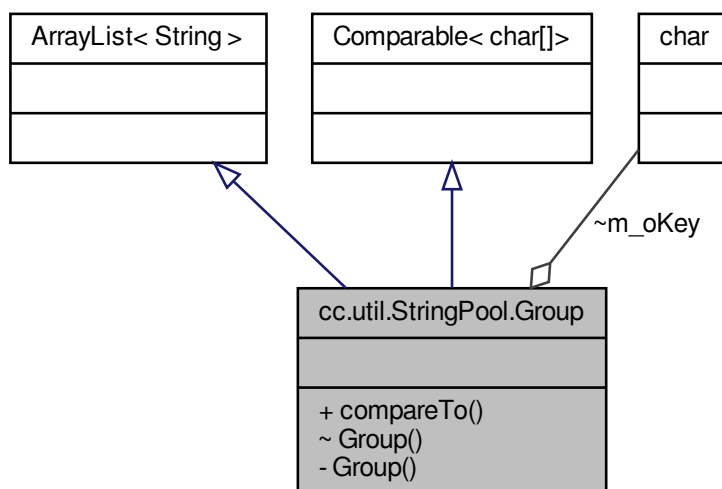 ArrayList< String >
Comparable< char[]>
char
~m_oKey
cc.util.StringPool.Group
+ compareTo()
~ Group()
- Group()